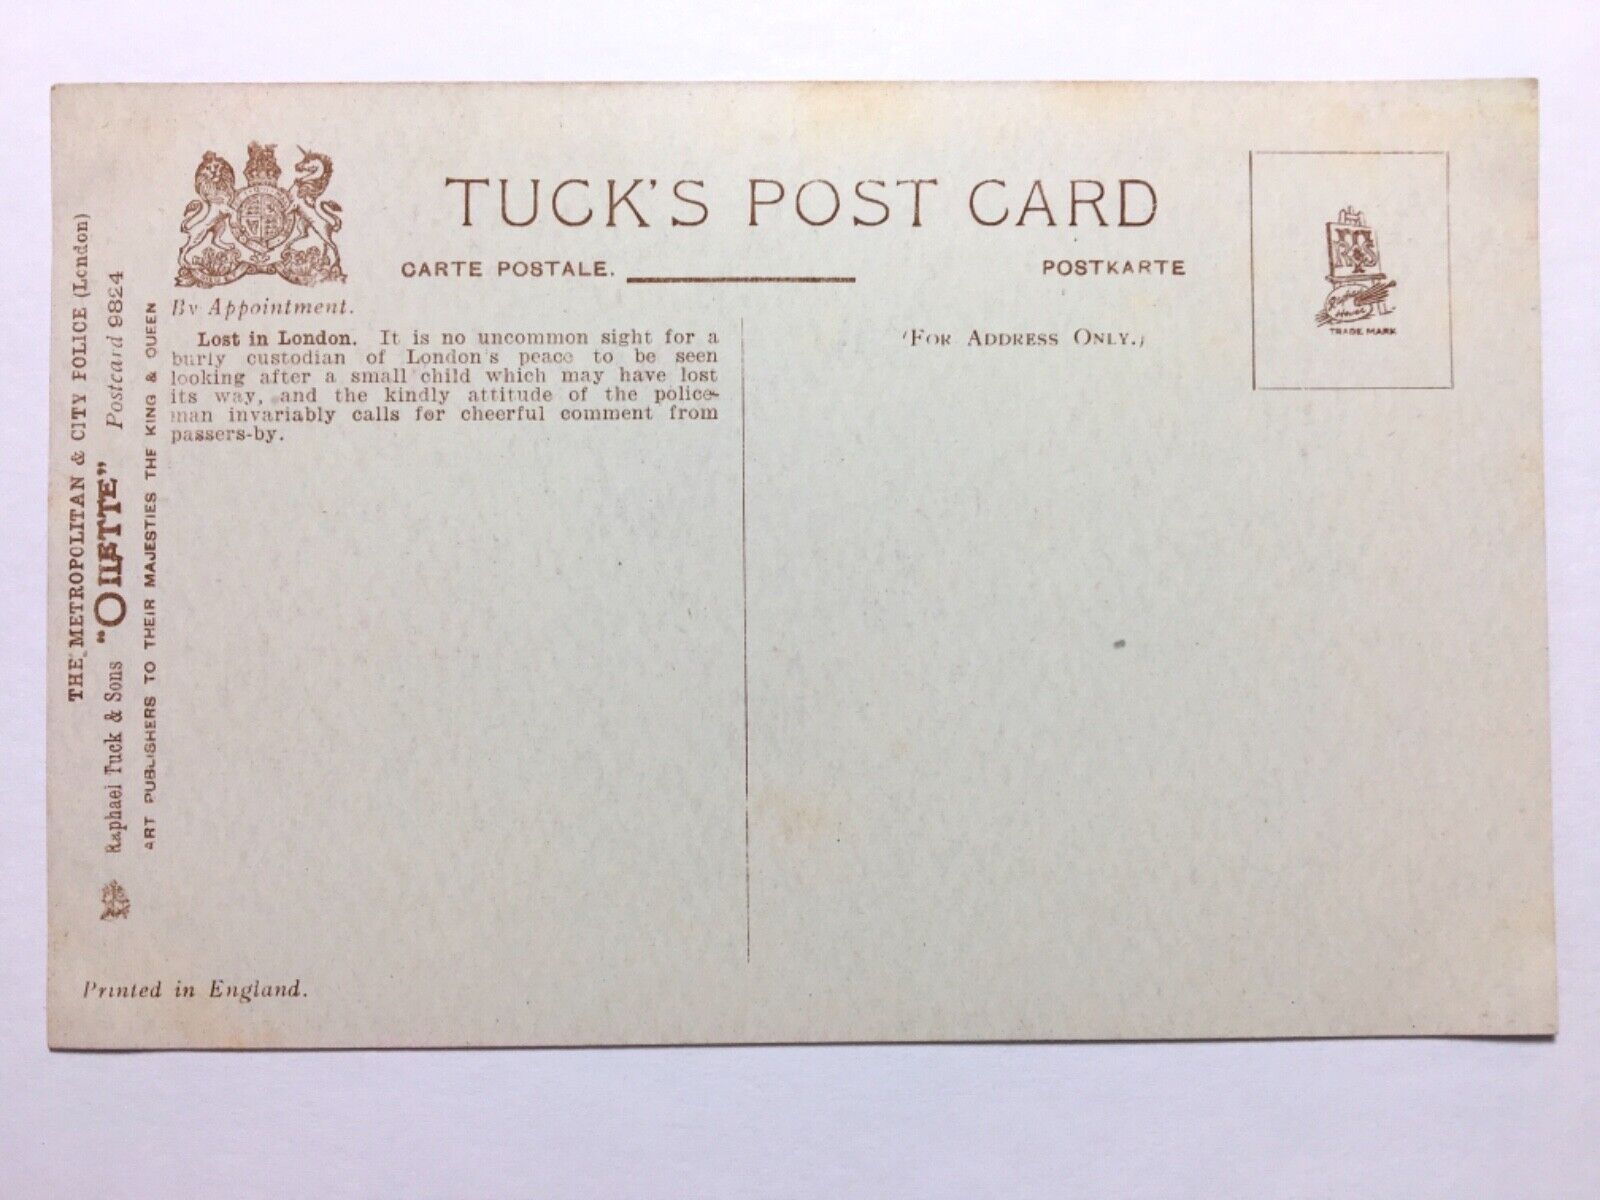 TUCK'S POST CARD
CARTE POSTALE.
POSTKARTE
By Appointment.
(FOR ADDRESS ONLY.)
Lost in London. It is no uncommon sight for a
burly custodian of London's peace to be seen
looking after a small child which may have lost
its way, and the kindly attitude of the police-
man invariably calls for cheerful comment from
passers-by.
THE METROPOLITAN & CITY POLICE (London)
Raphael Tuck & Sons "OILETTE" Postcard 9824
ART PUBLISHERS TO THEIR MAJESTIES THE KING & QUEEN
Printed in England.
Raphael
House
TRADE MARK